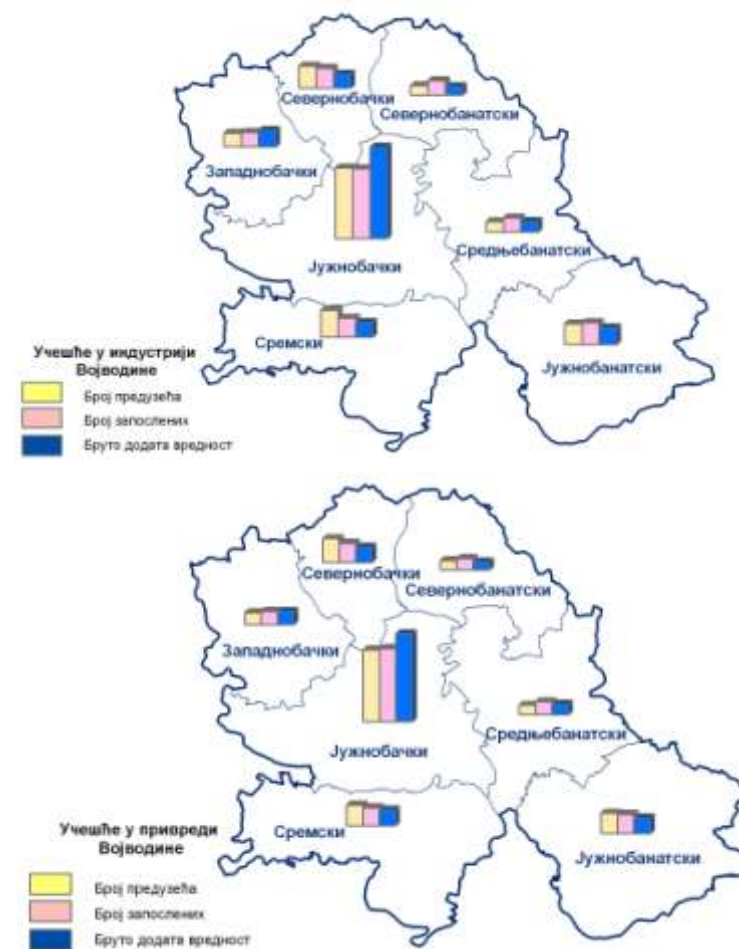 Севернобачки
Севернобанатски
Западнобачки
Средњебанатски
Јужнобачки
Сремски
Јужнобанатски
Учешће у индустрији
Војводине
Број предузећа
Број запослених
Бруто додата вредност
Севернобачки
Севернобанатски
Западнобачки
Средњебанатски
Јужнобачки
Сремски
Јужнобанатски
Учешће у привреди
Војводине
Број предузећа
Број запослених
Бруто додата вредност